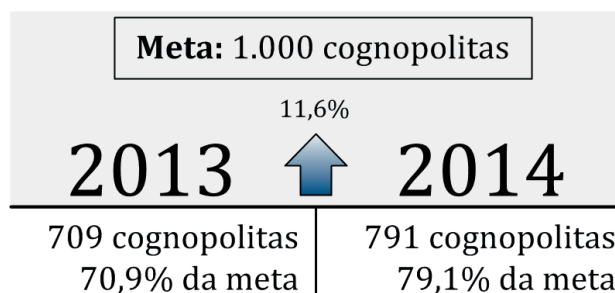 Meta: 1.000 cognopolitas
11,6%
2013 2014
709 cognopolitas 791 cognopolitas
70,9% da meta 79,1% da meta